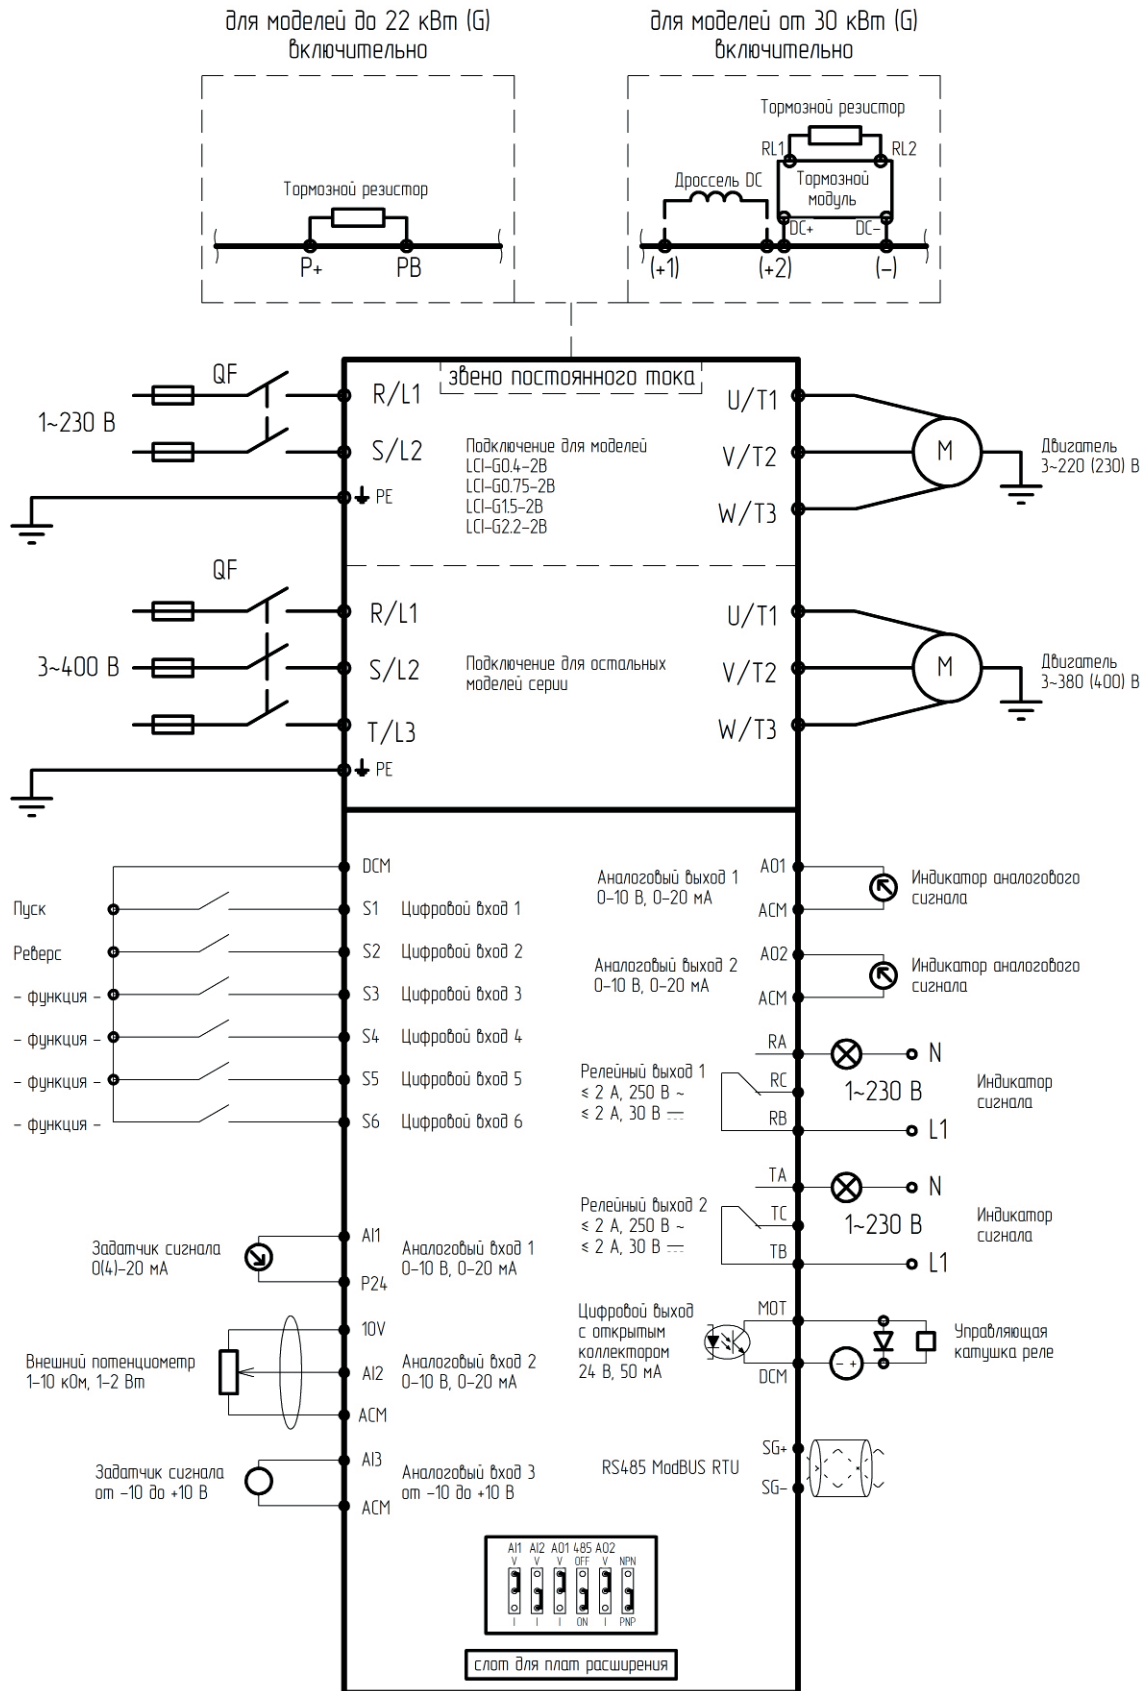 для моделей до 22 кВт (G)
включительно
для моделей от 30 кВт (G)
включительно
Тормозной резистор
P+
PB
Тормозной резистор
RL1
RL2
Дроссель DC
Тормозной
модуль
DC+
DC-
(+1)
(+2)
(-)
звено постоянного тока
QF
1~230 В
R/L1
S/L2
PE
Подключение для моделей
LCI-G0.4-2B
LCI-G0.75-2B
LCI-G1.5-2B
LCI-G2.2-2B
U/T1
V/T2
W/T3
M
Двигатель
3~220 (230) В
QF
3~400 В
R/L1
S/L2
T/L3
PE
Подключение для остальных
моделей серии
U/T1
V/T2
W/T3
M
Двигатель
3~380 (400) В
DCM
Пуск
S1 Цифровой вход 1
Реверс
S2 Цифровой вход 2
- функция -
S3 Цифровой вход 3
- функция -
S4 Цифровой вход 4
- функция -
S5 Цифровой вход 5
- функция -
S6 Цифровой вход 6
Задатчик сигнала
0(4)-20 мА
AI1
P24
Аналоговый вход 1
0-10 В, 0-20 мА
Внешний потенциометр
1-10 кОм, 1-2 Вт
10V
AI2
ACM
Аналоговый вход 2
0-10 В, 0-20 мА
Задатчик сигнала
от -10 до +10 В
AI3
ACM
Аналоговый вход 3
от -10 до +10 В
Аналоговый выход 1
0-10 В, 0-20 мА
AO1
ACM
Индикатор аналогового
сигнала
Аналоговый выход 2
0-10 В, 0-20 мА
AO2
ACM
Индикатор аналогового
сигнала
Релейный выход 1
≤ 2 А, 250 В ~
≤ 2 А, 30 В ⎓
RA
RC
RB
N
1~230 В
L1
Индикатор
сигнала
Релейный выход 2
≤ 2 А, 250 В ~
≤ 2 А, 30 В ⎓
TA
TC
TB
N
1~230 В
L1
Индикатор
сигнала
Цифровой выход
с открытым
коллектором
24 В, 50 мА
MOT
DCM
- +
Управляющая
катушка реле
RS485 ModBUS RTU
SG+
SG-
AI1 AI2 AO1 485 AO2
V V V OFF V NPN
I I I ON I PNP
слот для плат расширения